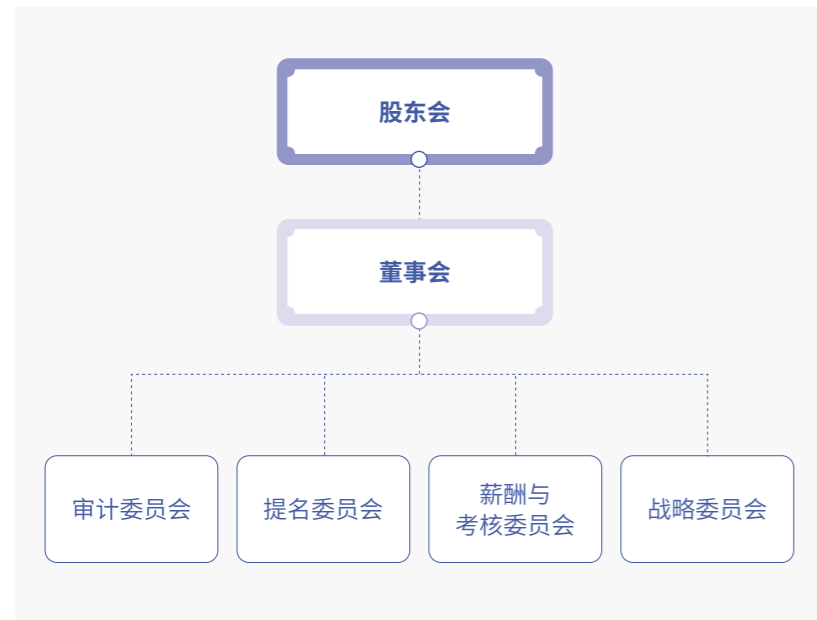 股东会
董事会
审计委员会
提名委员会
薪酬与
考核委员会
战略委员会